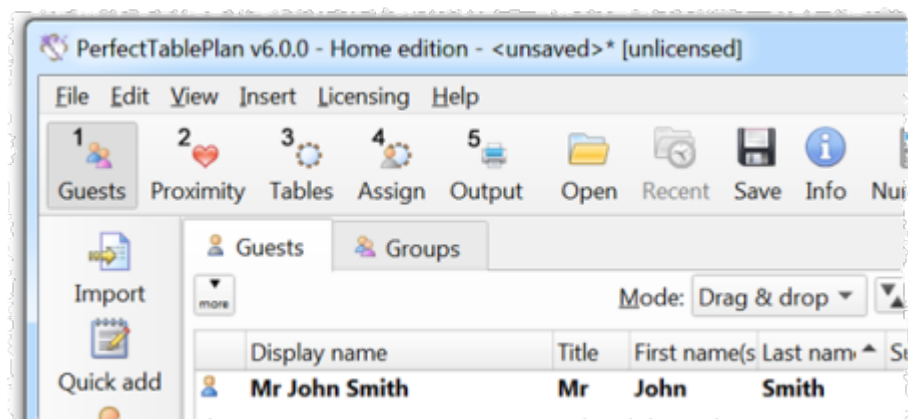 PerfectTablePlan v6.0.0 - Home edition - <unsaved>* [unlicensed]
File Edit View Insert Licensing Help
1 2 3 4 5
Guests Proximity Tables Assign Output Open Recent Save Info
Guests Groups
Import
more Mode: Drag & drop
Display name Title First name(s Last nam
Quick add
Mr John Smith Mr John Smith